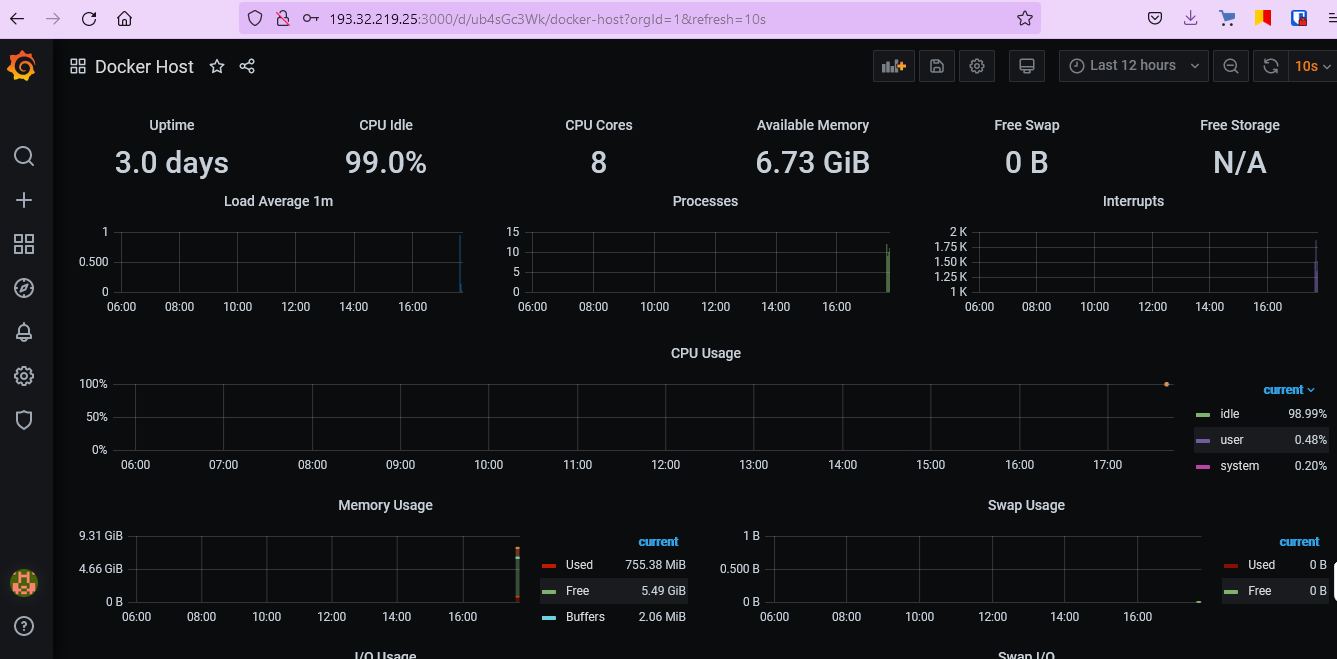 193.32.219.25:3000/d/ub4sGc3Wk/docker-host?orgId=1&refresh=10s
Docker Host
Last 12 hours
10s
Uptime CPU Idle CPU Cores Available Memory Free Swap Free Storage
3.0 days 99.0% 8 6.73 GiB 0 B N/A
Load Average 1m Processes Interrupts
1
0.500
0
06:00 08:00 10:00 12:00 14:00 16:00
15
10
5
0
06:00 08:00 10:00 12:00 14:00 16:00
2 K
1.75 K
1.50 K
1.25 K
1 K
06:00 08:00 10:00 12:00 14:00 16:00
CPU Usage
100%
50%
0%
06:00 07:00 08:00 09:00 10:00 11:00 12:00 13:00 14:00 15:00 16:00 17:00
current
idle 98.99%
user 0.48%
system 0.20%
Memory Usage
9.31 GiB
4.66 GiB
0 B
06:00 08:00 10:00 12:00 14:00 16:00
current
Used 755.38 MiB
Free 5.49 GiB
Buffers 2.06 MiB
Swap Usage
1 B
0.500 B
0 B
06:00 08:00 10:00 12:00 14:00 16:00
current
Used 0 B
Free 0 B
I/O Usage Swap I/O